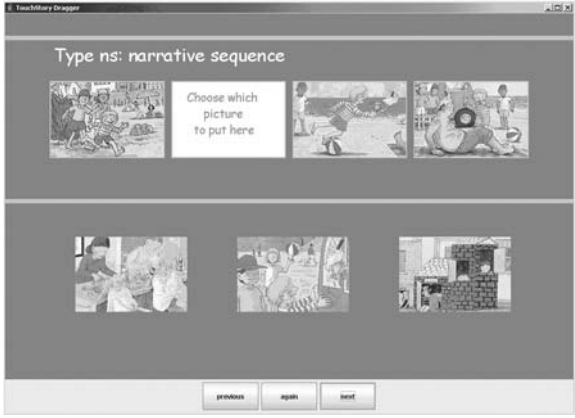 TouchStory Dragger
Type ns: narrative sequence
Choose which
picture
to put here
previous
again
next